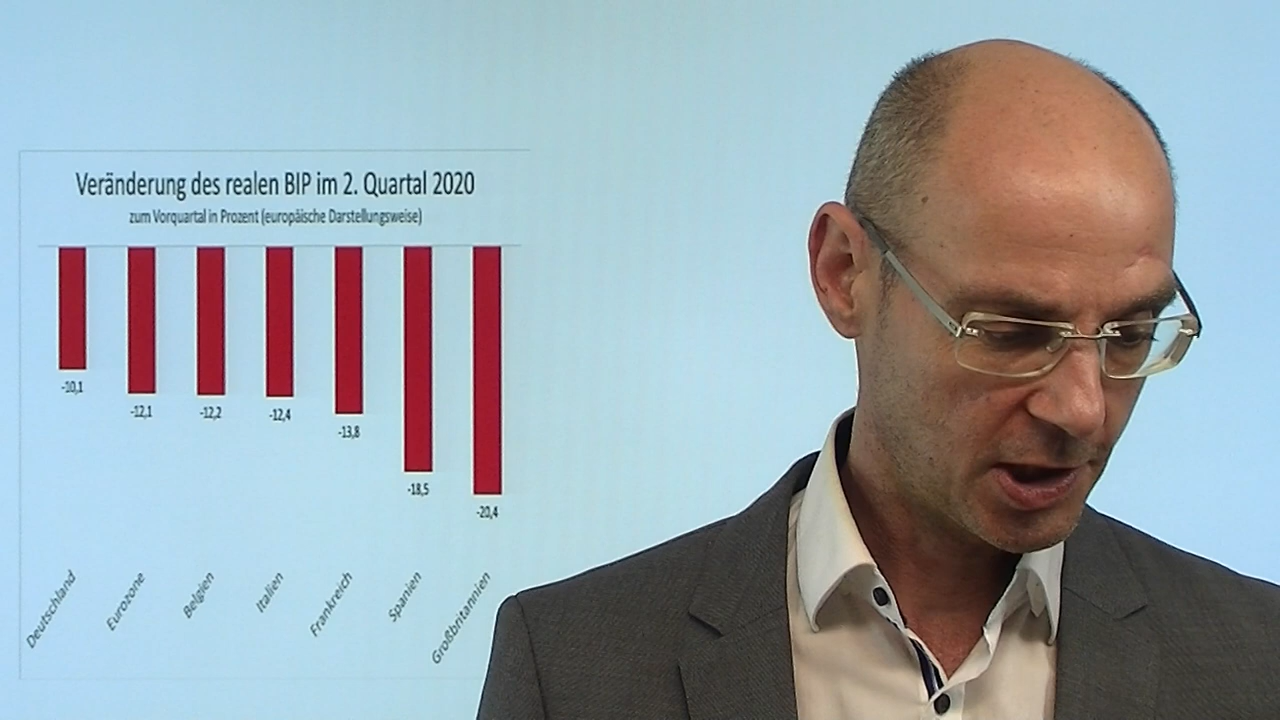 Veränderung des realen BIP im 2. Quartal 2020
zum Vorquartal in Prozent (europäische Darstellungsweise)
-10,1
-12,1
-12,2
-12,4
-13,8
-18,5
-20,4
Deutschland
Eurozone
Belgien
Italien
Frankreich
Spanien
Großbritannien